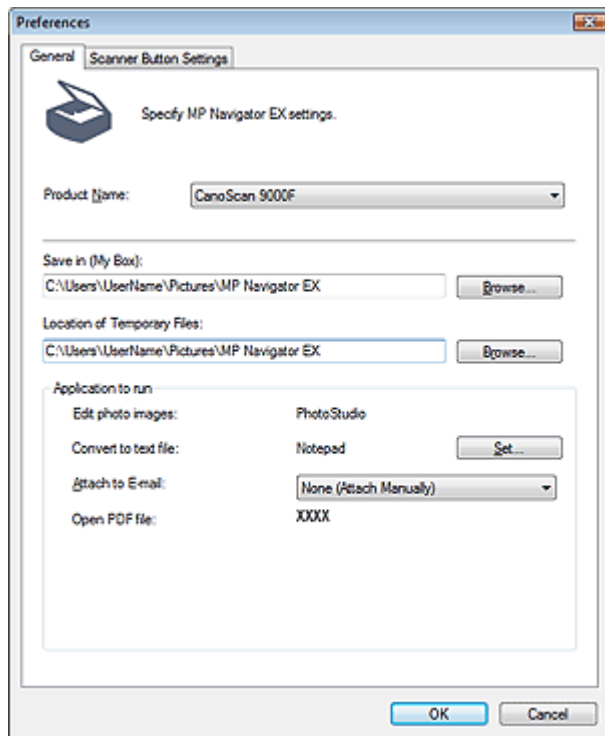 Preferences
General Scanner Button Settings
Specify MP Navigator EX settings.
Product Name: CanoScan 9000F
Save in (My Box):
C:\Users\UserName\Pictures\MP Navigator EX Browse...
Location of Temporary Files:
C:\Users\UserName\Pictures\MP Navigator EX Browse...
Application to run
Edit photo images: PhotoStudio
Convert to text file: Notepad Set...
Attach to E-mail: None (Attach Manually)
Open PDF file: XXXX
OK Cancel